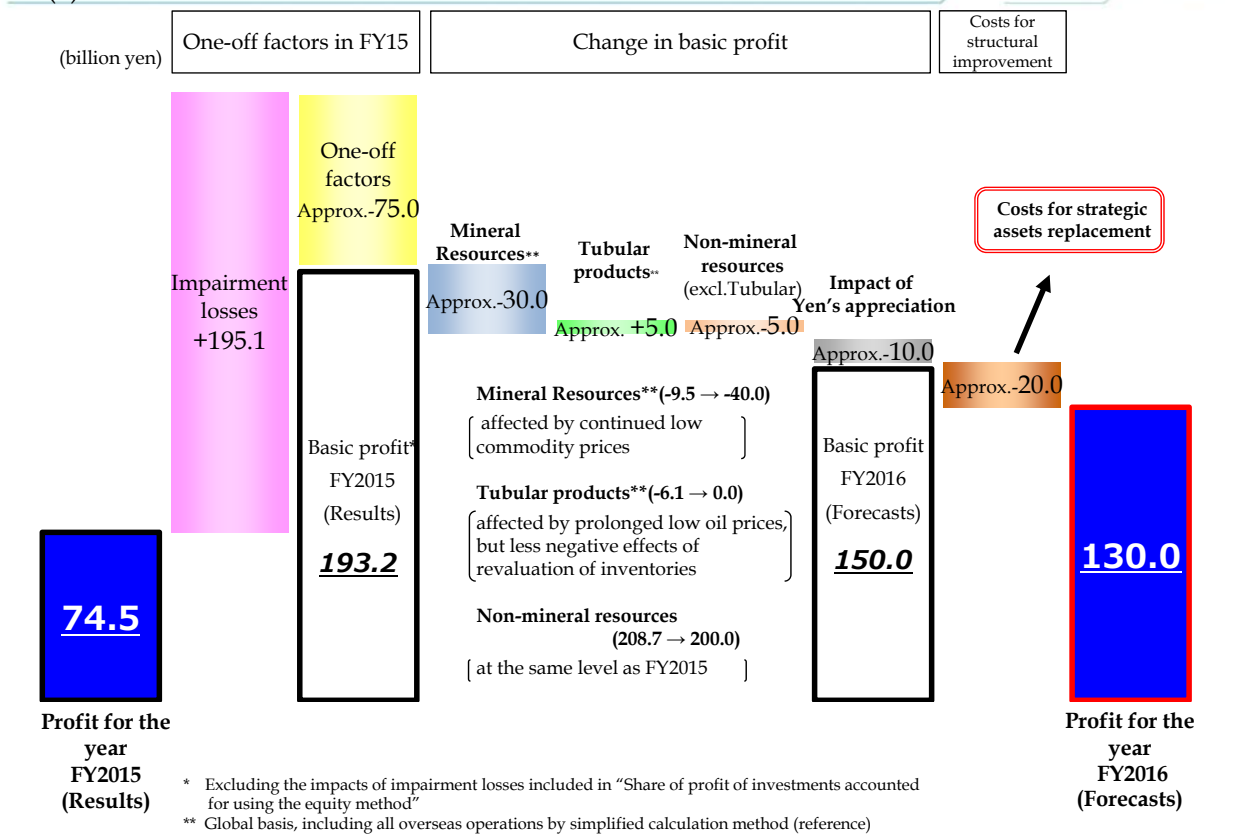 (billion yen)
One-off factors in FY15
Change in basic profit
Costs for
structural
improvement
One-off
factors
Approx.-75.0
Impairment
losses
+195.1
Mineral
Resources**
Approx.-30.0
Tubular
products**
Approx. +5.0
Non-mineral
resources
(excl.Tubular)
Approx.-5.0
Impact of
Yen's appreciation
Approx.-10.0
Costs for strategic
assets replacement
Approx.-20.0
Mineral Resources**(-9.5 → -40.0)
affected by continued low
commodity prices
Tubular products**(-6.1 → 0.0)
affected by prolonged low oil prices,
but less negative effects of
revaluation of inventories
Non-mineral resources
(208.7 → 200.0)
at the same level as FY2015
Basic profit*
FY2015
(Results)
193.2
Basic profit
FY2016
(Forecasts)
150.0
74.5
130.0
Profit for the
year
FY2015
(Results)
Profit for the
year
FY2016
(Forecasts)
* Excluding the impacts of impairment losses included in “Share of profit of investments accounted
for using the equity method”
** Global basis, including all overseas operations by simplified calculation method (reference)